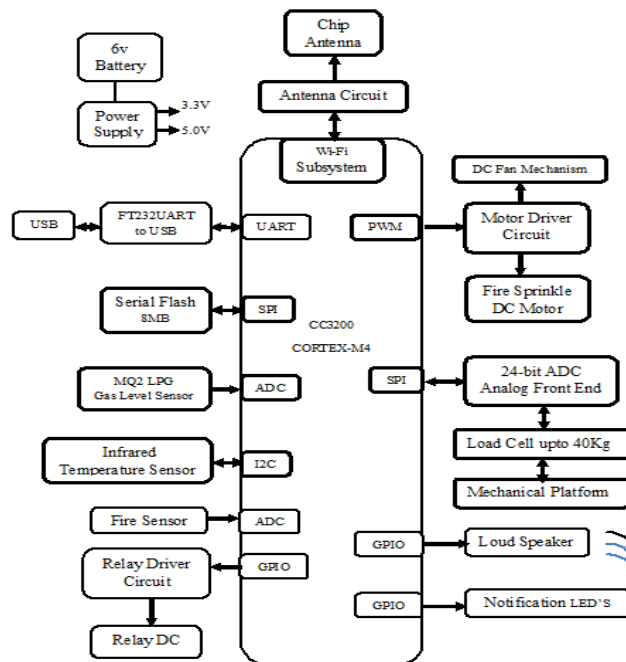 Chip
Antenna
6v
Battery
Antenna Circuit
Power
Supply
3.3V
5.0V
Wi-Fi
Subsystem
DC Fan Mechanism
USB
FT232UART
to USB
UART
PWM
Motor Driver
Circuit
Serial Flash
8MB
SPI
Fire Sprinkle
DC Motor
CC3200
CORTEX-M4
MQ2 LPG
Gas Level Sensor
ADC
SPI
24-bit ADC
Analog Front End
Infrared
Temperature Sensor
I2C
Load Cell upto 40Kg
Mechanical Platform
Fire Sensor
ADC
GPIO
Loud Speaker
Relay Driver
Circuit
GPIO
GPIO
Notification LED'S
Relay DC